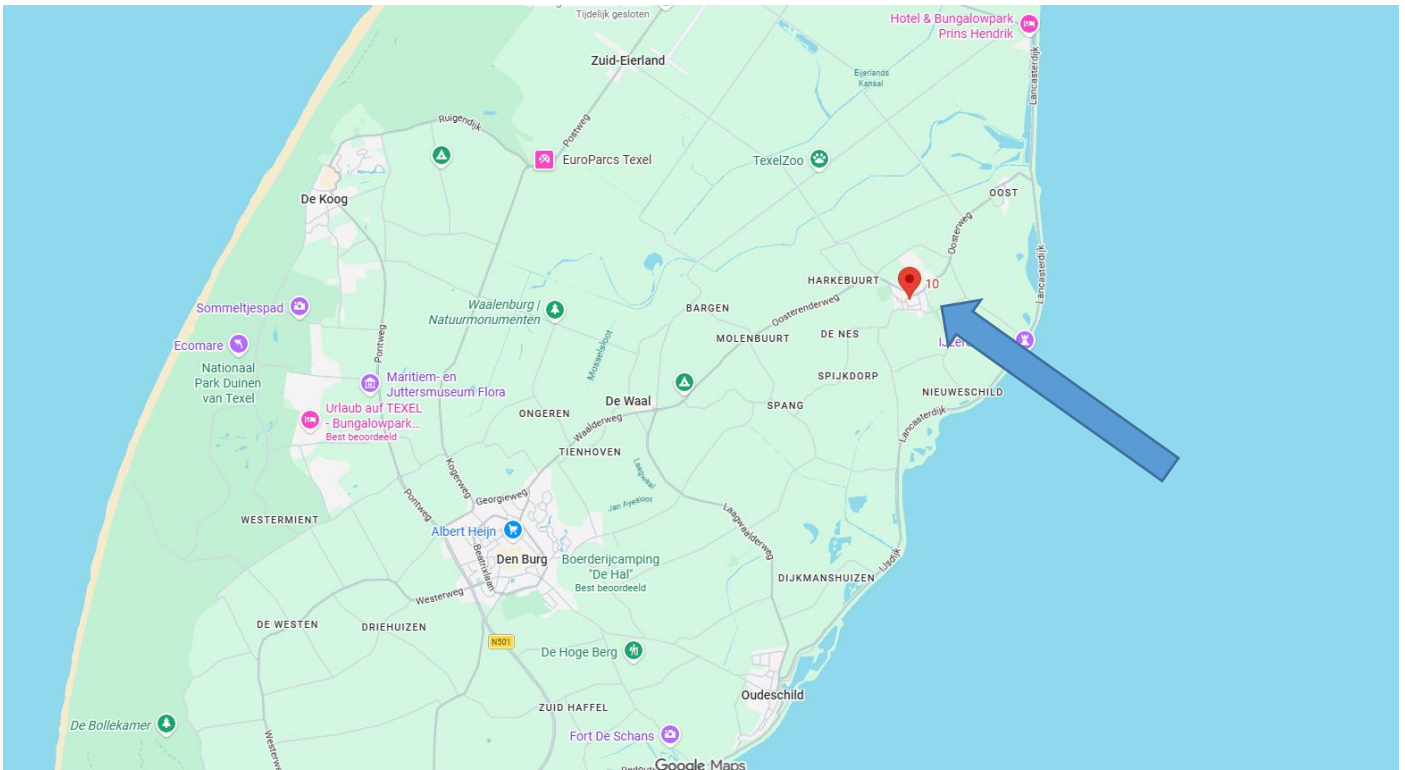 Tijdelijk gesloten
Hotel & Bungalowpark
Prins Hendrik
Zuid-Eierland
Eijerlands
Kanaal
Lancasterdijk
Ruigendijk
Postweg
EuroParcs Texel
TexelZoo
De Koog
OOST
Oosterweg
Lancasterdijk
HARKEBUURT
10
Sommeltjespad
Waalenburg |
Natuurmonumenten
BARGEN
Oosterenderweg
MOLENBUURT
DE NES
Ecomare
Nationaal
Park Duinen
van Texel
Pontweg
Mosselsloot
Maritiem- en
Juttersmuseum Flora
SPIJKDORP
NIEUWESCHILD
De Waal
SPANG
Urlaub auf TEXEL
- Bungalowpark...
Best beoordeeld
ONGEREN
Waalderweg
Lancasterdijk
TIENHOVEN
Kogerweg
Laagwaal
Pontweg
Georgieweg
Jan Ayesloot
WESTERMIENT
Albert Heijn
Laagwaalderweg
Den Burg
Beatrixlaan
Boerderijcamping
"De Hal"
Best beoordeeld
IJsdijk
DIJKMANSHUIZEN
Westerweg
DE WESTEN
DRIEHUIZEN
N501
De Hoge Berg
Oudeschild
ZUID HAFFEL
De Bollekamer
Fort De Schans
Google Maps